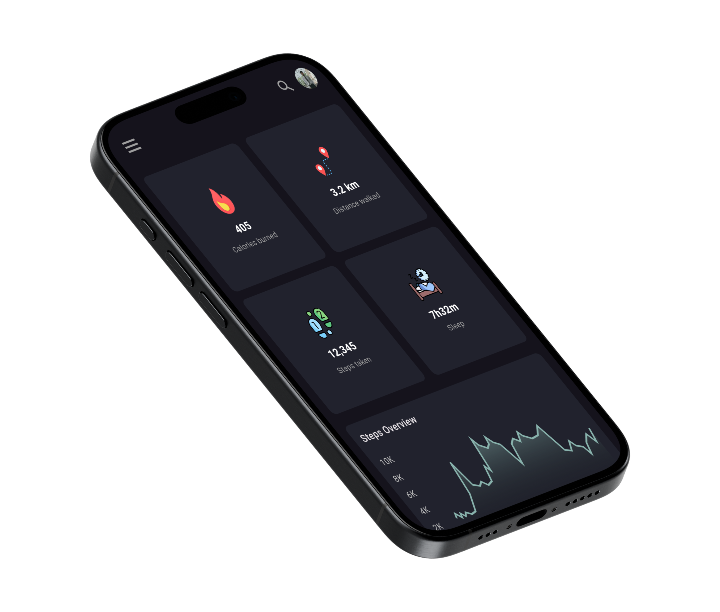 405
Calories burned
3.2 km
Distance walked
12,345
Steps taken
7h32m
Sleep
Steps Overview
10K
8K
6K
4K
2K